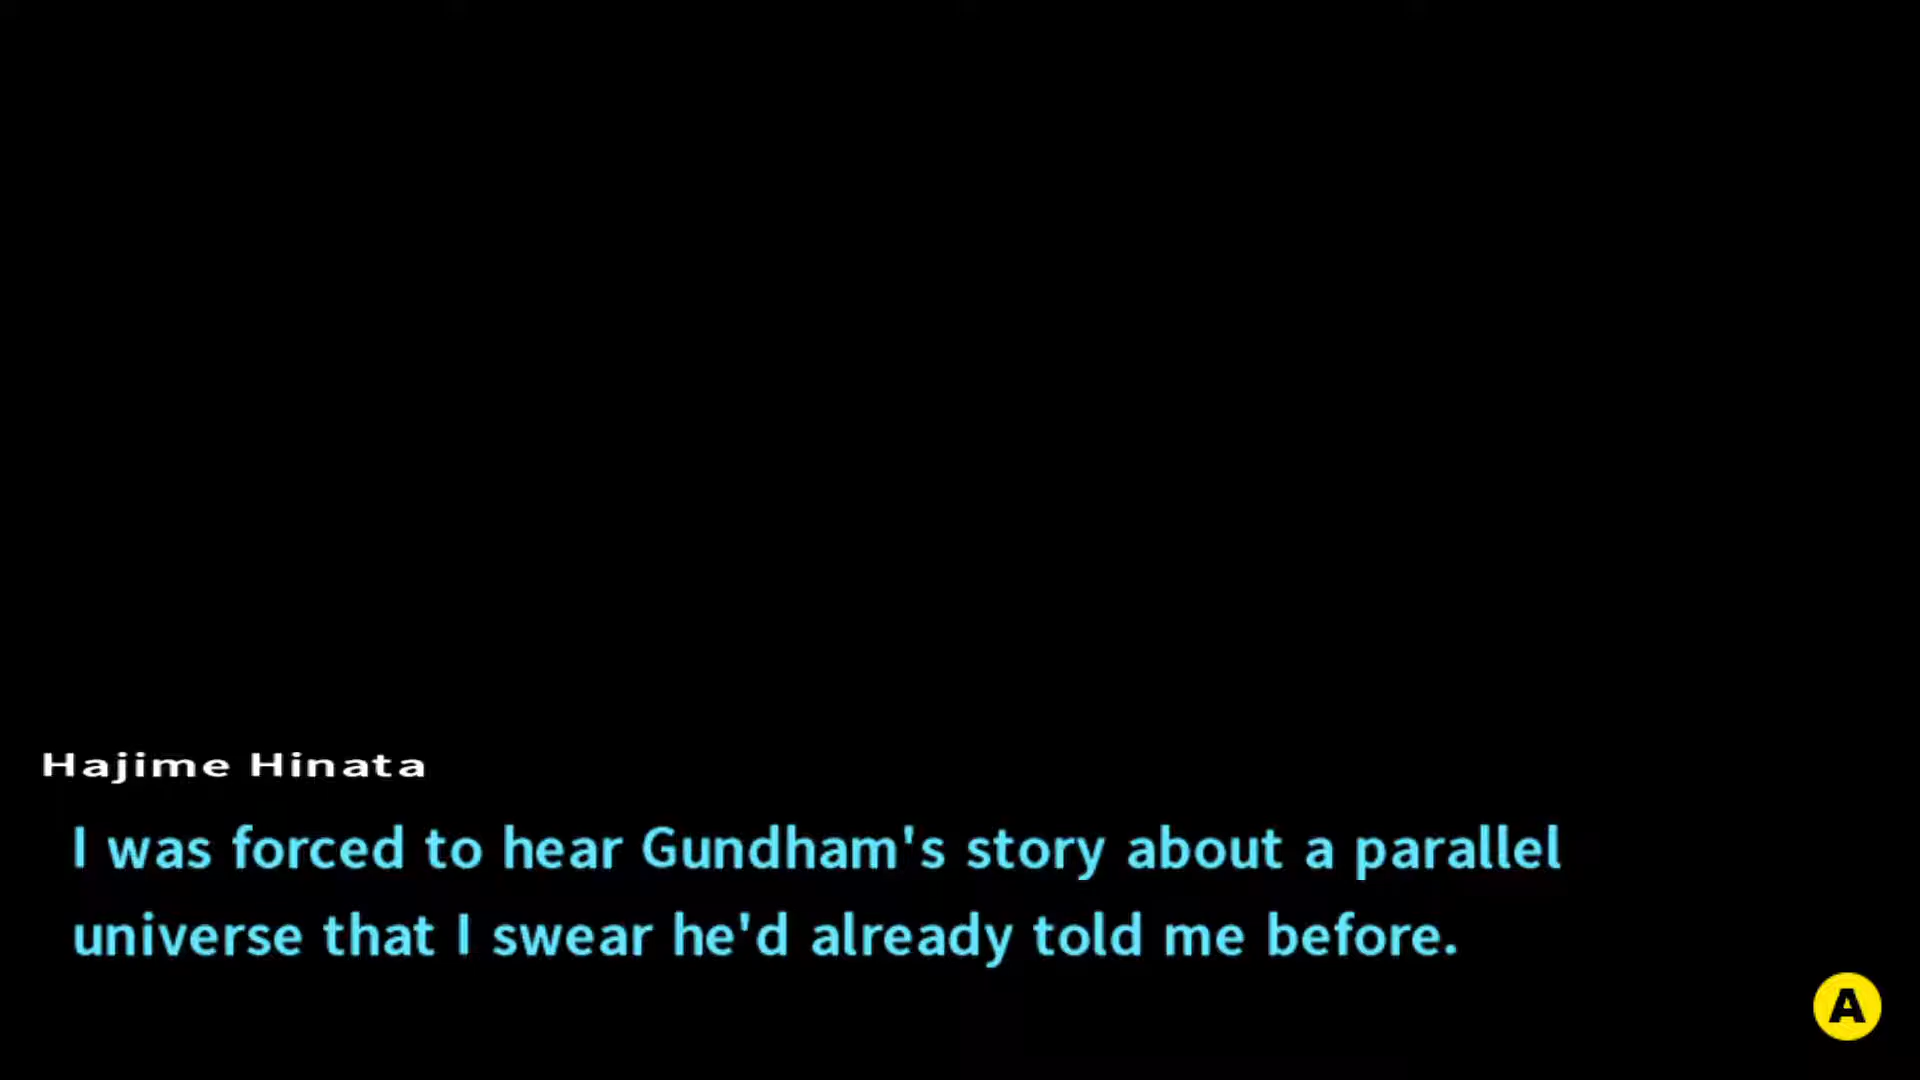 Hajime Hinata
I was forced to hear Gundham's story about a parallel
universe that I swear he'd already told me before.
A